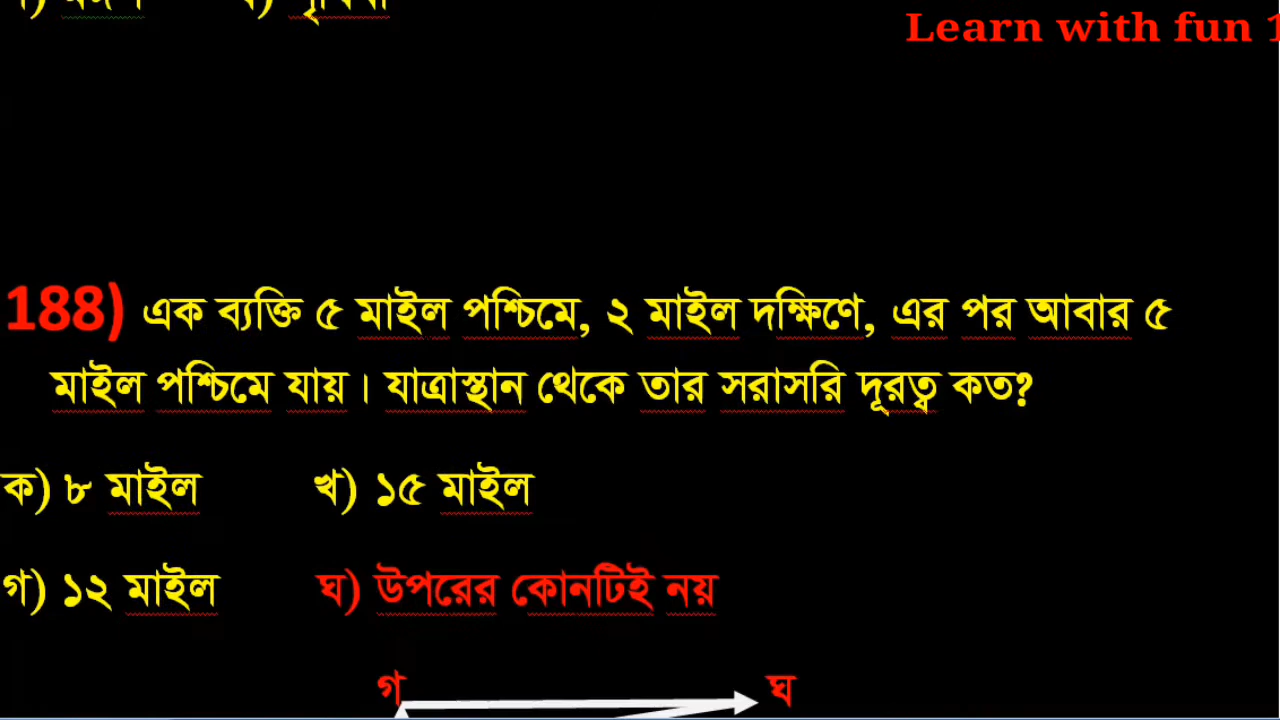 Learn with fun 1
188) এক ব্যক্তি ৫ মাইল পশ্চিমে, ২ মাইল দক্ষিণে, এর পর আবার ৫
মাইল পশ্চিমে যায়। যাত্রাস্থান থেকে তার সরাসরি দূরত্ব কত?
ক) ৮ মাইল খ) ১৫ মাইল
গ) ১২ মাইল ঘ) উপরের কোনটিই নয়
গ ঘ